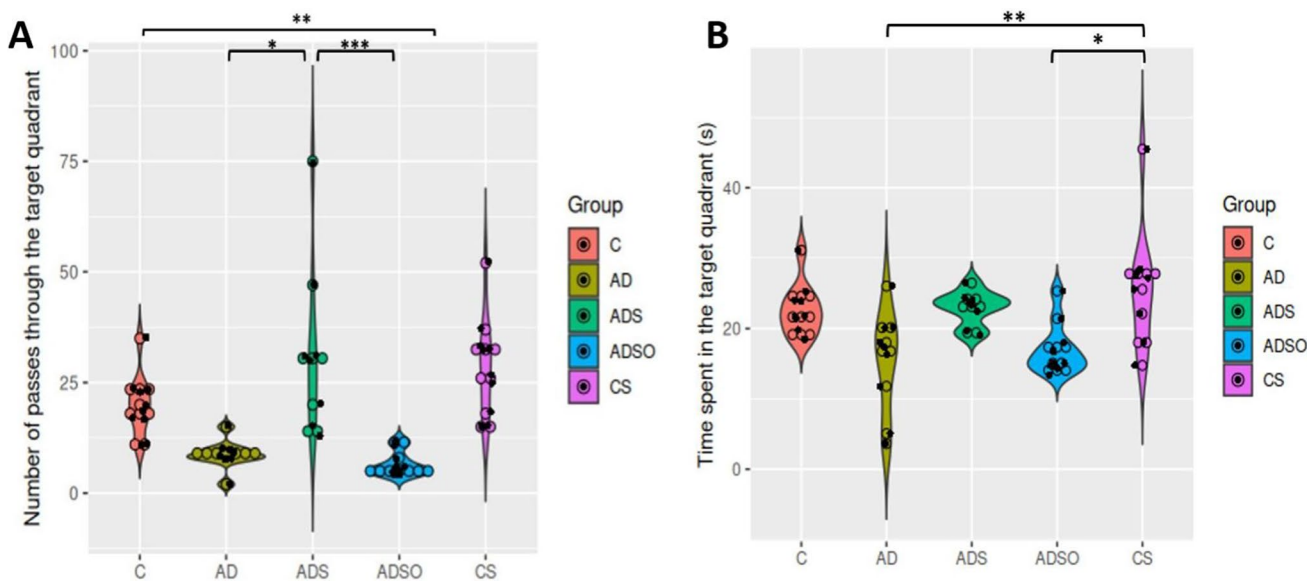 A
**
*
***
Number of passes through the target quadrant
100
75
50
25
0
C
AD
ADS
ADSO
CS
Group
C
AD
ADS
ADSO
CS
B
**
*
Time spent in the target quadrant (s)
40
20
0
C
AD
ADS
ADSO
CS
Group
C
AD
ADS
ADSO
CS